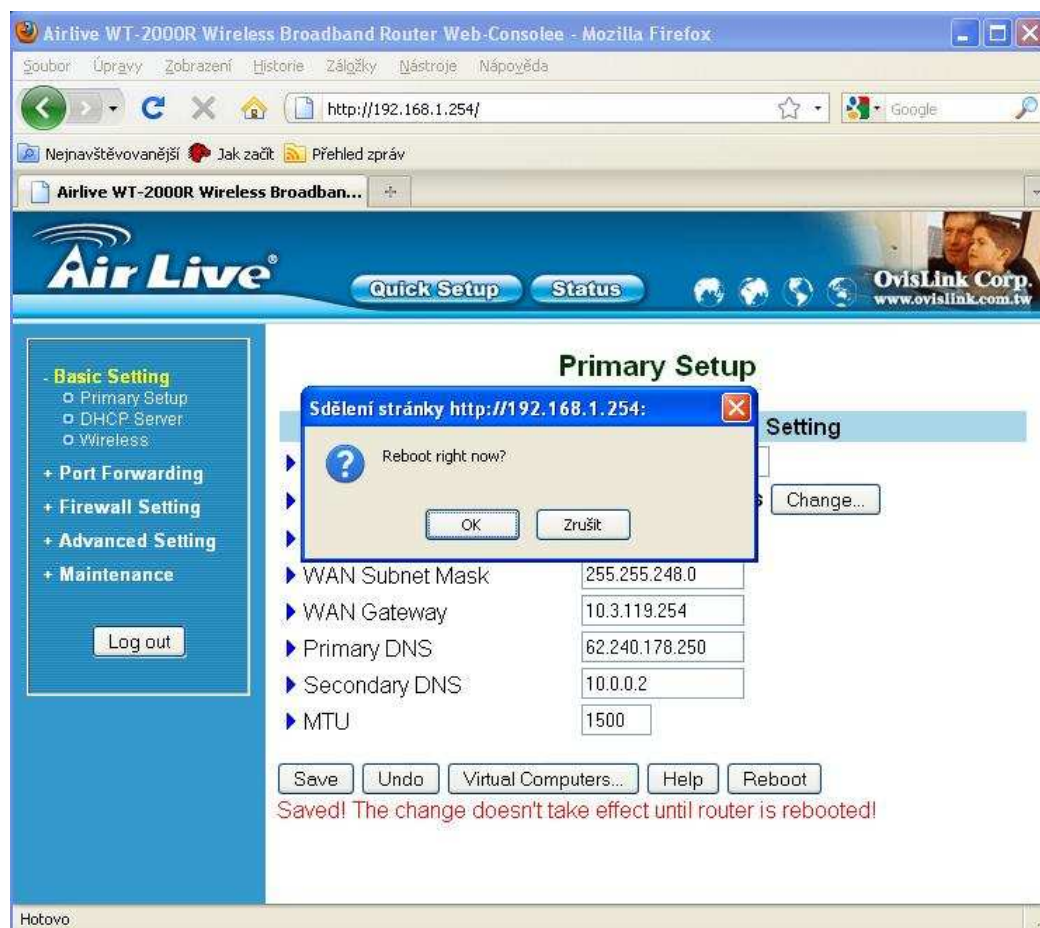 Airlive WT-2000R Wireless Broadband Router Web-Consolee - Mozilla Firefox
Soubor Úpravy Zobrazení Historie Záložky Nástroje Nápověda
http://192.168.1.254/
Google
Nejnavštěvovanější Jak začít Přehled zpráv
Airlive WT-2000R Wireless Broadban...
Air Live®
Quick Setup Status
OvisLink Corp.
www.ovislink.com.tw
- Basic Setting
Primary Setup
DHCP Server
Wireless
+ Port Forwarding
+ Firewall Setting
+ Advanced Setting
+ Maintenance
Log out
Primary Setup
Setting
Sdělení stránky http://192.168.1.254:
Reboot right now?
OK Zrušit
Change...
WAN Subnet Mask 255.255.248.0
WAN Gateway 10.3.119.254
Primary DNS 62.240.178.250
Secondary DNS 10.0.0.2
MTU 1500
Save Undo Virtual Computers... Help Reboot
Saved! The change doesn't take effect until router is rebooted!
Hotovo